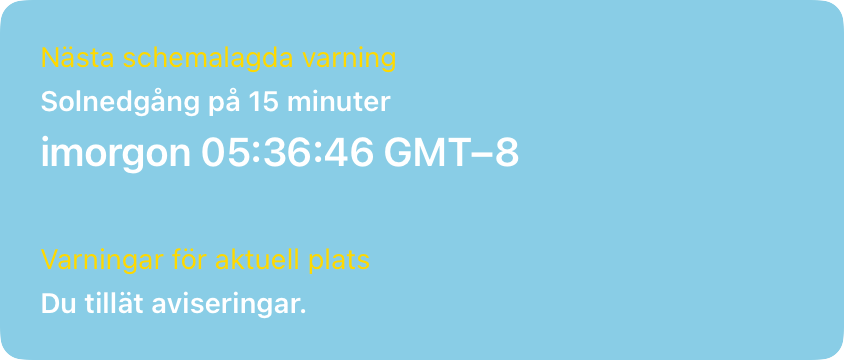 Nästa schemalagda varning
Solnedgång på 15 minuter
imorgon 05:36:46 GMT−8
Varningar för aktuell plats
Du tillät aviseringar.